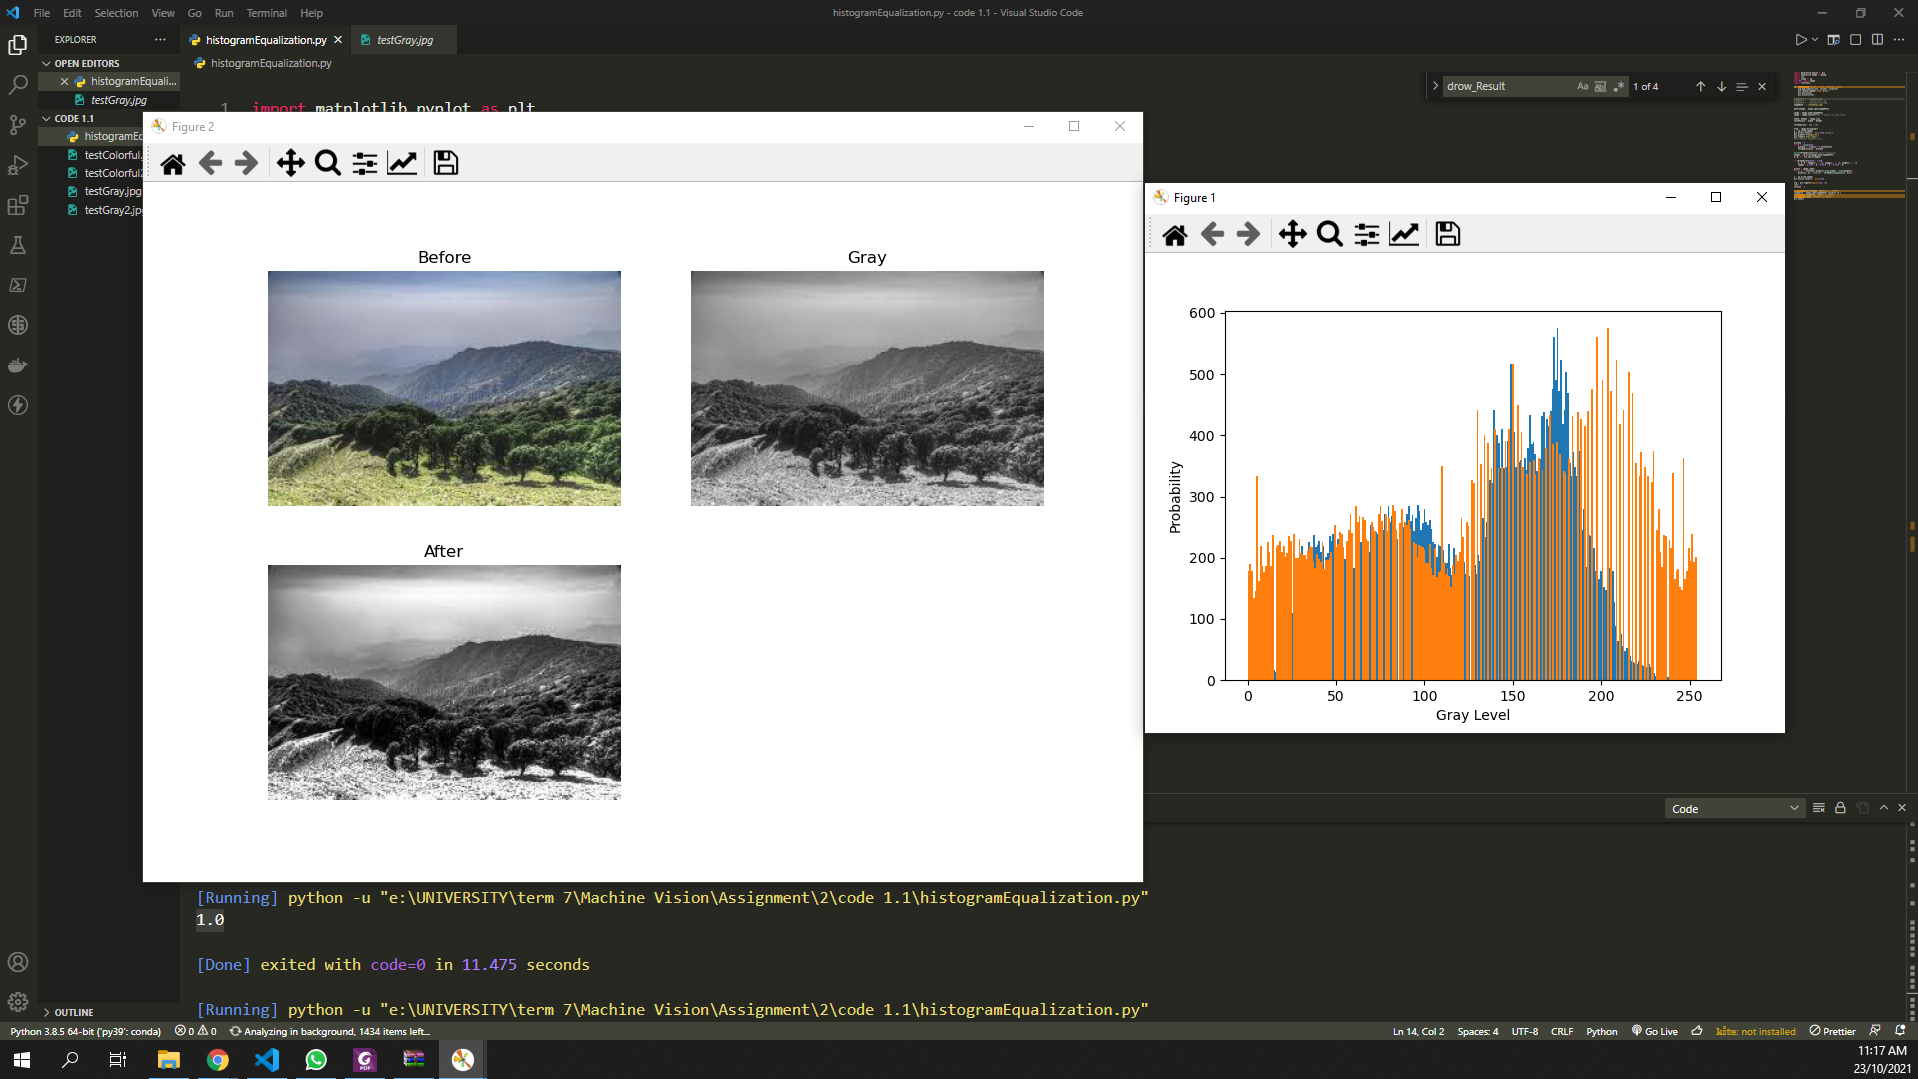 File Edit Selection View Go Run Terminal Help
histogramEqualization.py - code 1.1 - Visual Studio Code
EXPLORER
OPEN EDITORS
histogramEquali...
testGray.jpg
CODE 1.1
histogramEq
testColorful.
testColorful2
testGray.jpg
testGray2.jpg
OUTLINE
histogramEqualization.py
testGray.jpg
histogramEqualization.py
1 import matplotlib.pyplot as plt
drow_Result
Aa
1 of 4
Figure 2
Before
Gray
After
Figure 1
600
500
400
300
200
100
0
Probability
0 50 100 150 200 250
Gray Level
Code
[Running] python -u "e:\UNIVERSITY\term 7\Machine Vision\Assignment\2\code 1.1\histogramEqualization.py"
1.0
[Done] exited with code=0 in 11.475 seconds
[Running] python -u "e:\UNIVERSITY\term 7\Machine Vision\Assignment\2\code 1.1\histogramEqualization.py"
Python 3.8.5 64-bit ('py39': conda) 0 0 Analyzing in background, 1434 items left...
Ln 14, Col 2 Spaces: 4 UTF-8 CRLF Python Go Live kite: not installed Prettier
PDF
11:17 AM
23/10/2021